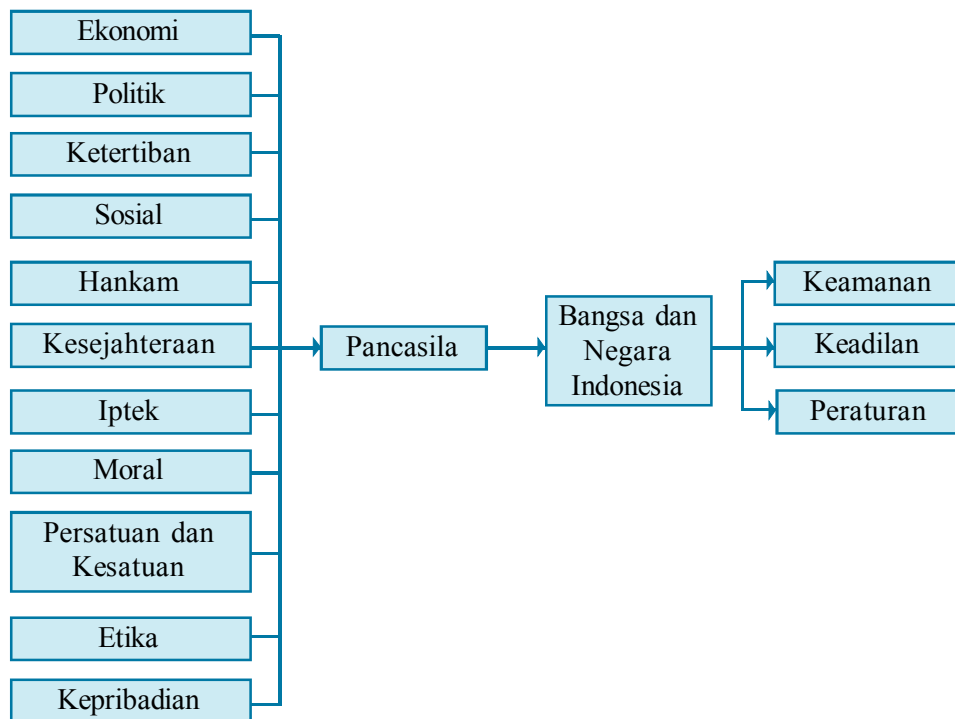 Ekonomi
Politik
Ketertiban
Sosial
Hankam
Kesejahteraan
Iptek
Moral
Persatuan dan
Kesatuan
Etika
Kepribadian
Pancasila
Bangsa dan
Negara
Indonesia
Keamanan
Keadilan
Peraturan